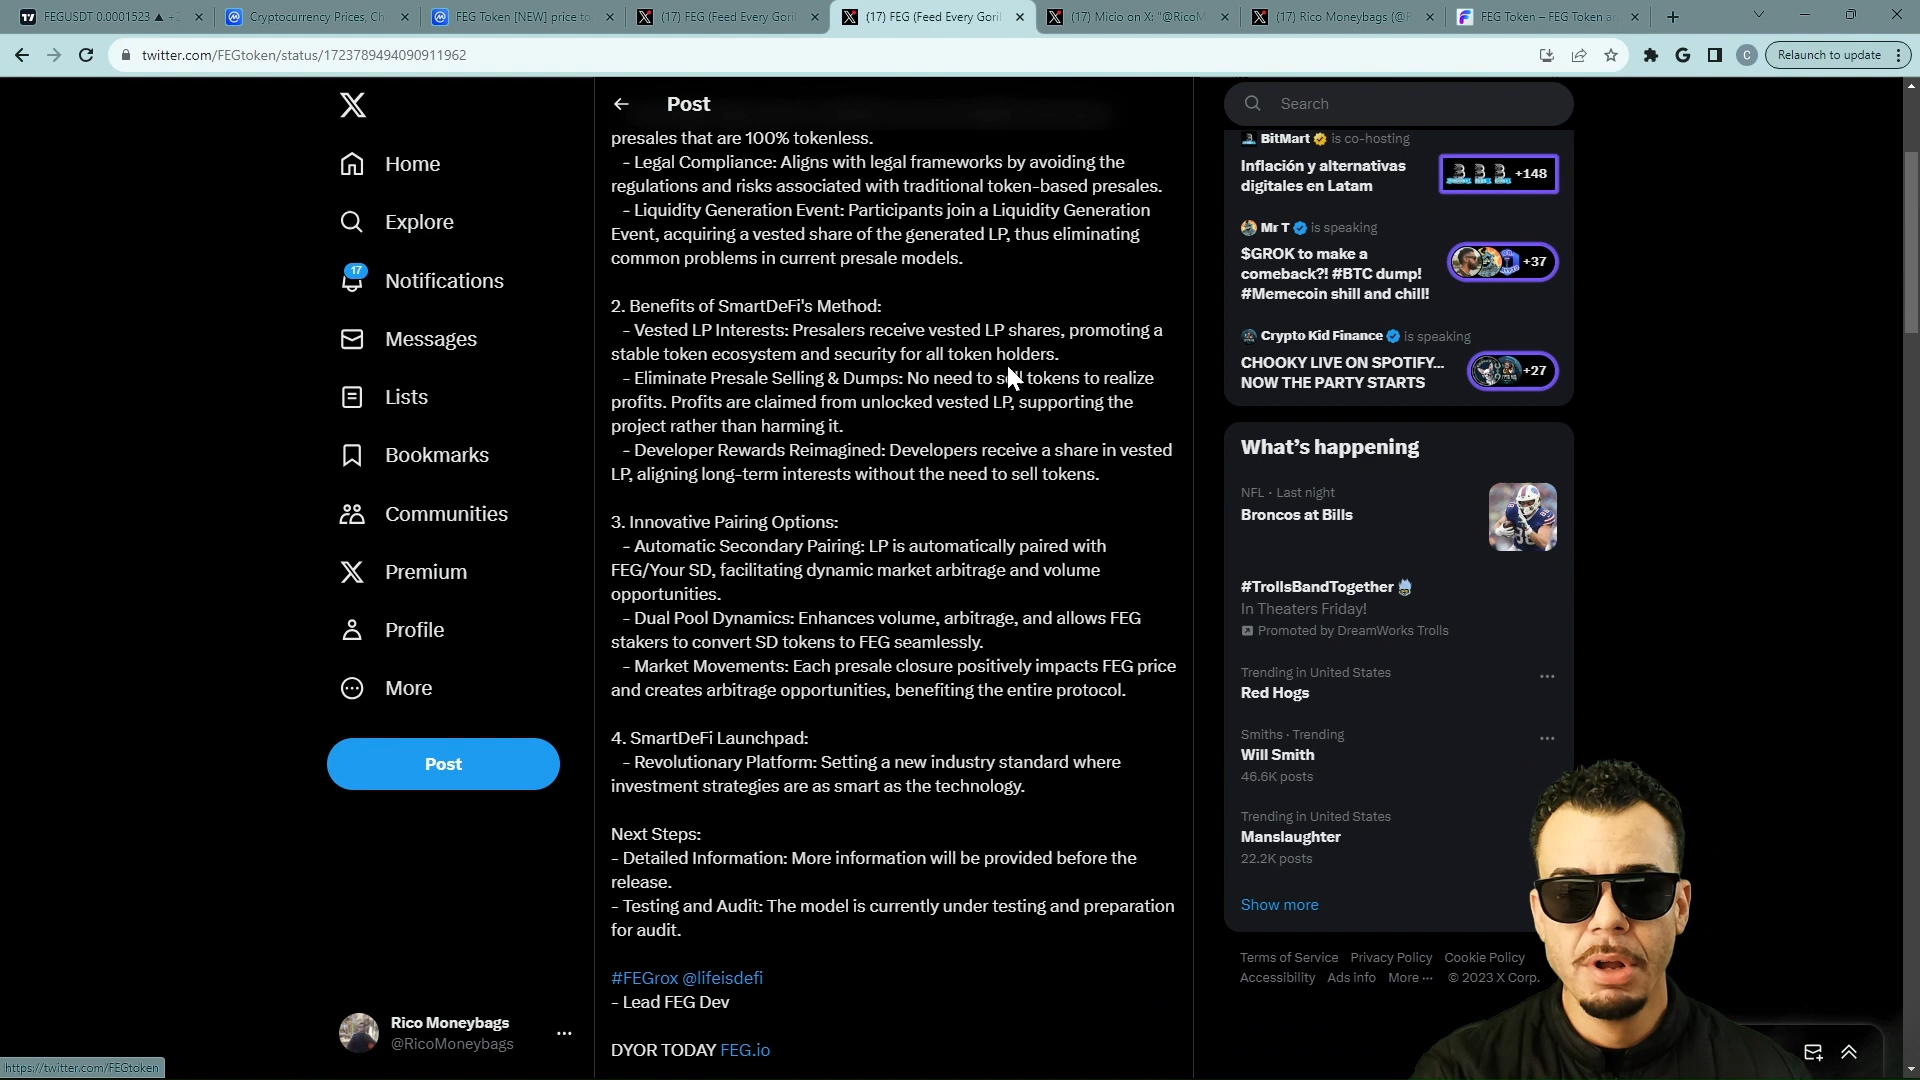 FEGUSDT 0.0001523 ▲ +2
Cryptocurrency Prices, Ch
FEG Token [NEW] price to
(17) FEG (Feed Every Goril
(17) FEG (Feed Every Goril
(17) Micio on X: "@RicoM
(17) Rico Moneybags (@R
FEG Token – FEG Token an
twitter.com/FEGtoken/status/1723789494090911962
C
Relaunch to update
Home
Explore
17
Notifications
Messages
Lists
Bookmarks
Communities
Premium
Profile
More
Post
Rico Moneybags
@RicoMoneybags
https://twitter.com/FEGtoken
Post
presales that are 100% tokenless.
- Legal Compliance: Aligns with legal frameworks by avoiding the
regulations and risks associated with traditional token-based presales.
- Liquidity Generation Event: Participants join a Liquidity Generation
Event, acquiring a vested share of the generated LP, thus eliminating
common problems in current presale models.
2. Benefits of SmartDeFi's Method:
- Vested LP Interests: Presalers receive vested LP shares, promoting a
stable token ecosystem and security for all token holders.
- Eliminate Presale Selling & Dumps: No need to sell tokens to realize
profits. Profits are claimed from unlocked vested LP, supporting the
project rather than harming it.
- Developer Rewards Reimagined: Developers receive a share in vested
LP, aligning long-term interests without the need to sell tokens.
3. Innovative Pairing Options:
- Automatic Secondary Pairing: LP is automatically paired with
FEG/Your SD, facilitating dynamic market arbitrage and volume
opportunities.
- Dual Pool Dynamics: Enhances volume, arbitrage, and allows FEG
stakers to convert SD tokens to FEG seamlessly.
- Market Movements: Each presale closure positively impacts FEG price
and creates arbitrage opportunities, benefiting the entire protocol.
4. SmartDeFi Launchpad:
- Revolutionary Platform: Setting a new industry standard where
investment strategies are as smart as the technology.
Next Steps:
- Detailed Information: More information will be provided before the
release.
- Testing and Audit: The model is currently under testing and preparation
for audit.
#FEGrox @lifeisdefi
- Lead FEG Dev
DYOR TODAY FEG.io
Search
BitMart is co-hosting
Inflación y alternativas
digitales en Latam
+148
Mr T is speaking
$GROK to make a
comeback?! #BTC dump!
#Memecoin shill and chill!
+37
Crypto Kid Finance is speaking
CHOOKY LIVE ON SPOTIFY...
NOW THE PARTY STARTS
+27
What's happening
NFL · Last night
Broncos at Bills
#TrollsBandTogether
In Theaters Friday!
Promoted by DreamWorks Trolls
Trending in United States
Red Hogs
Smiths · Trending
Will Smith
46.6K posts
Trending in United States
Manslaughter
22.2K posts
Show more
Terms of Service Privacy Policy Cookie Policy
Accessibility Ads info More ··· © 2023 X Corp.